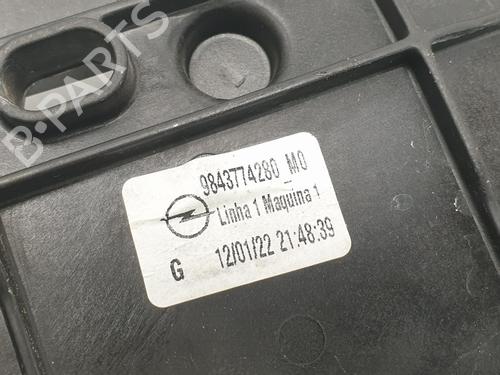 B-PARTS
9843774280_M0
Linha 1 Maquina 1
G 12/01/22 21:48:39